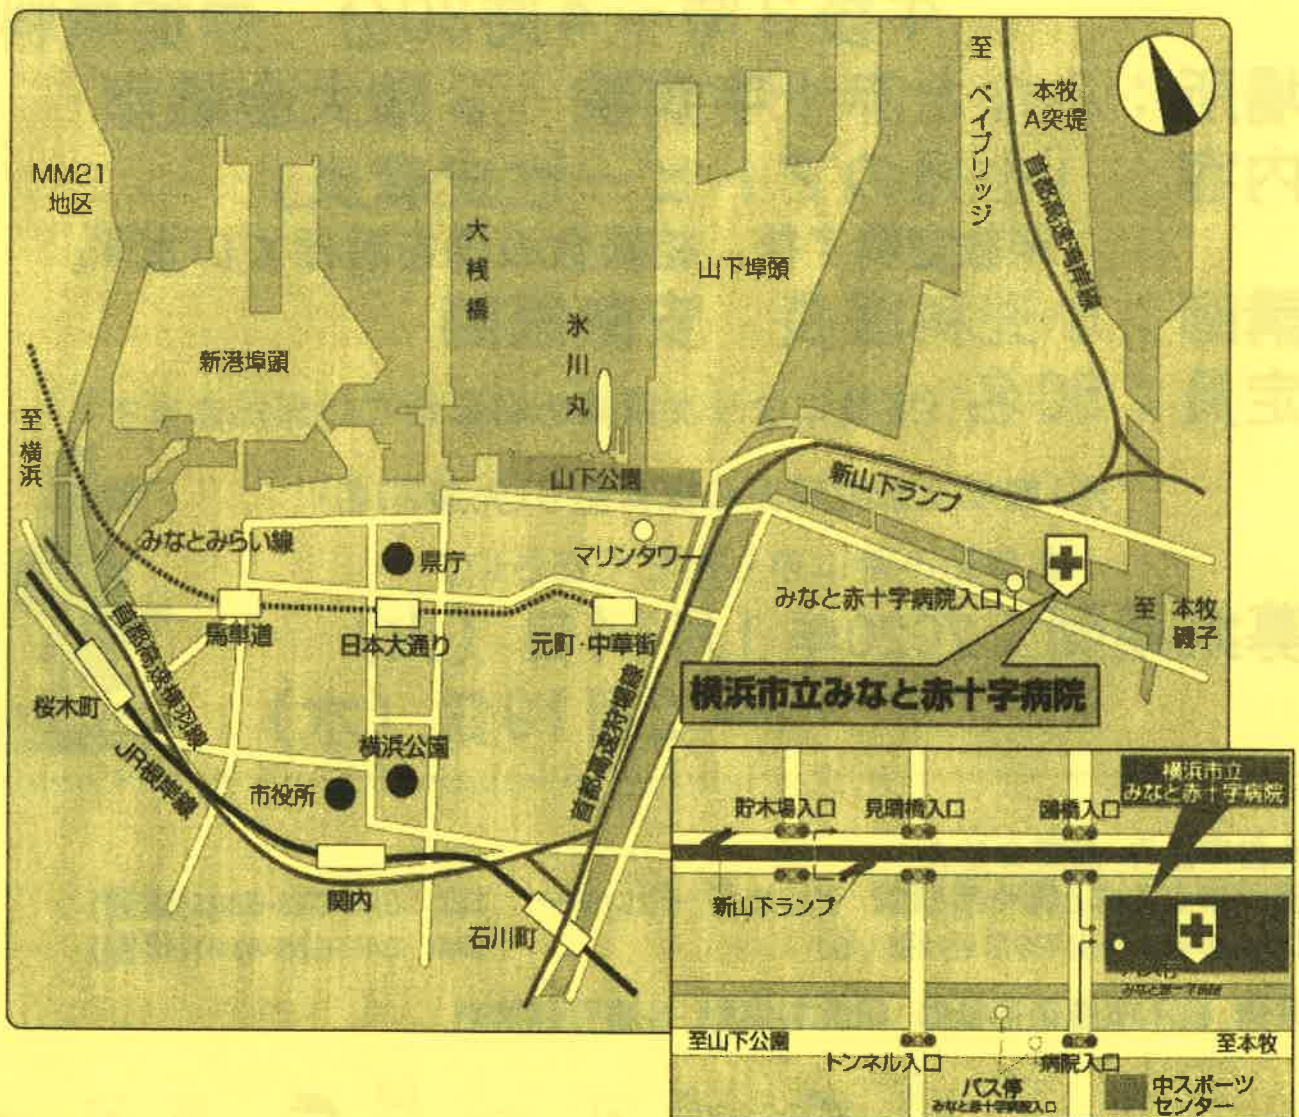 至 ベイブリッジ
本牧
A突堤
首都高速湾岸線
MM21
地区
大桟橋
山下埠頭
氷川丸
新港埠頭
至 横浜
山下公園
新山下ランプ
みなとみらい線
県庁
マリンタワー
みなと赤十字病院入口
至 本牧
磯子
馬車道
日本大通り
元町・中華街
首都高速横羽線
首都高速狩場線
横浜市立みなと赤十字病院
桜木町
JR根岸線
横浜公園
市役所
関内
石川町
横浜市立
みなと赤十字病院
貯木場入口
見晴橋入口
鷗橋入口
新山下ランプ
至山下公園
至本牧
トンネル入口
病院入口
バス停
みなと赤十字病院入口
中スポーツ
センター